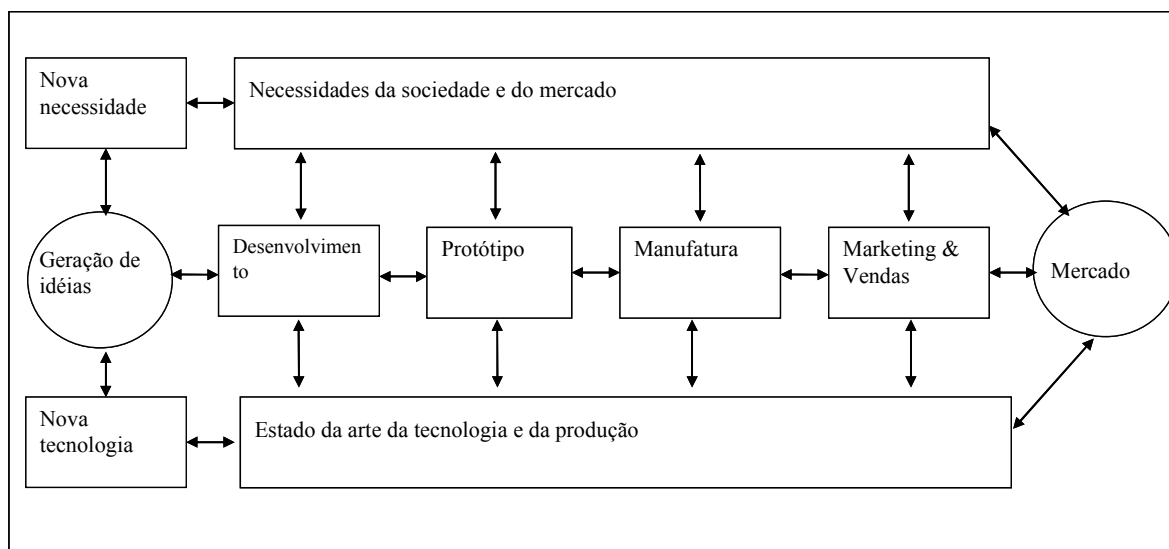 Nova
necessidade
Necessidades da sociedade e do mercado
Geração de
idéias
Desenvolvimen
to
Protótipo
Manufatura
Marketing &
Vendas
Mercado
Nova
tecnologia
Estado da arte da tecnologia e da produção